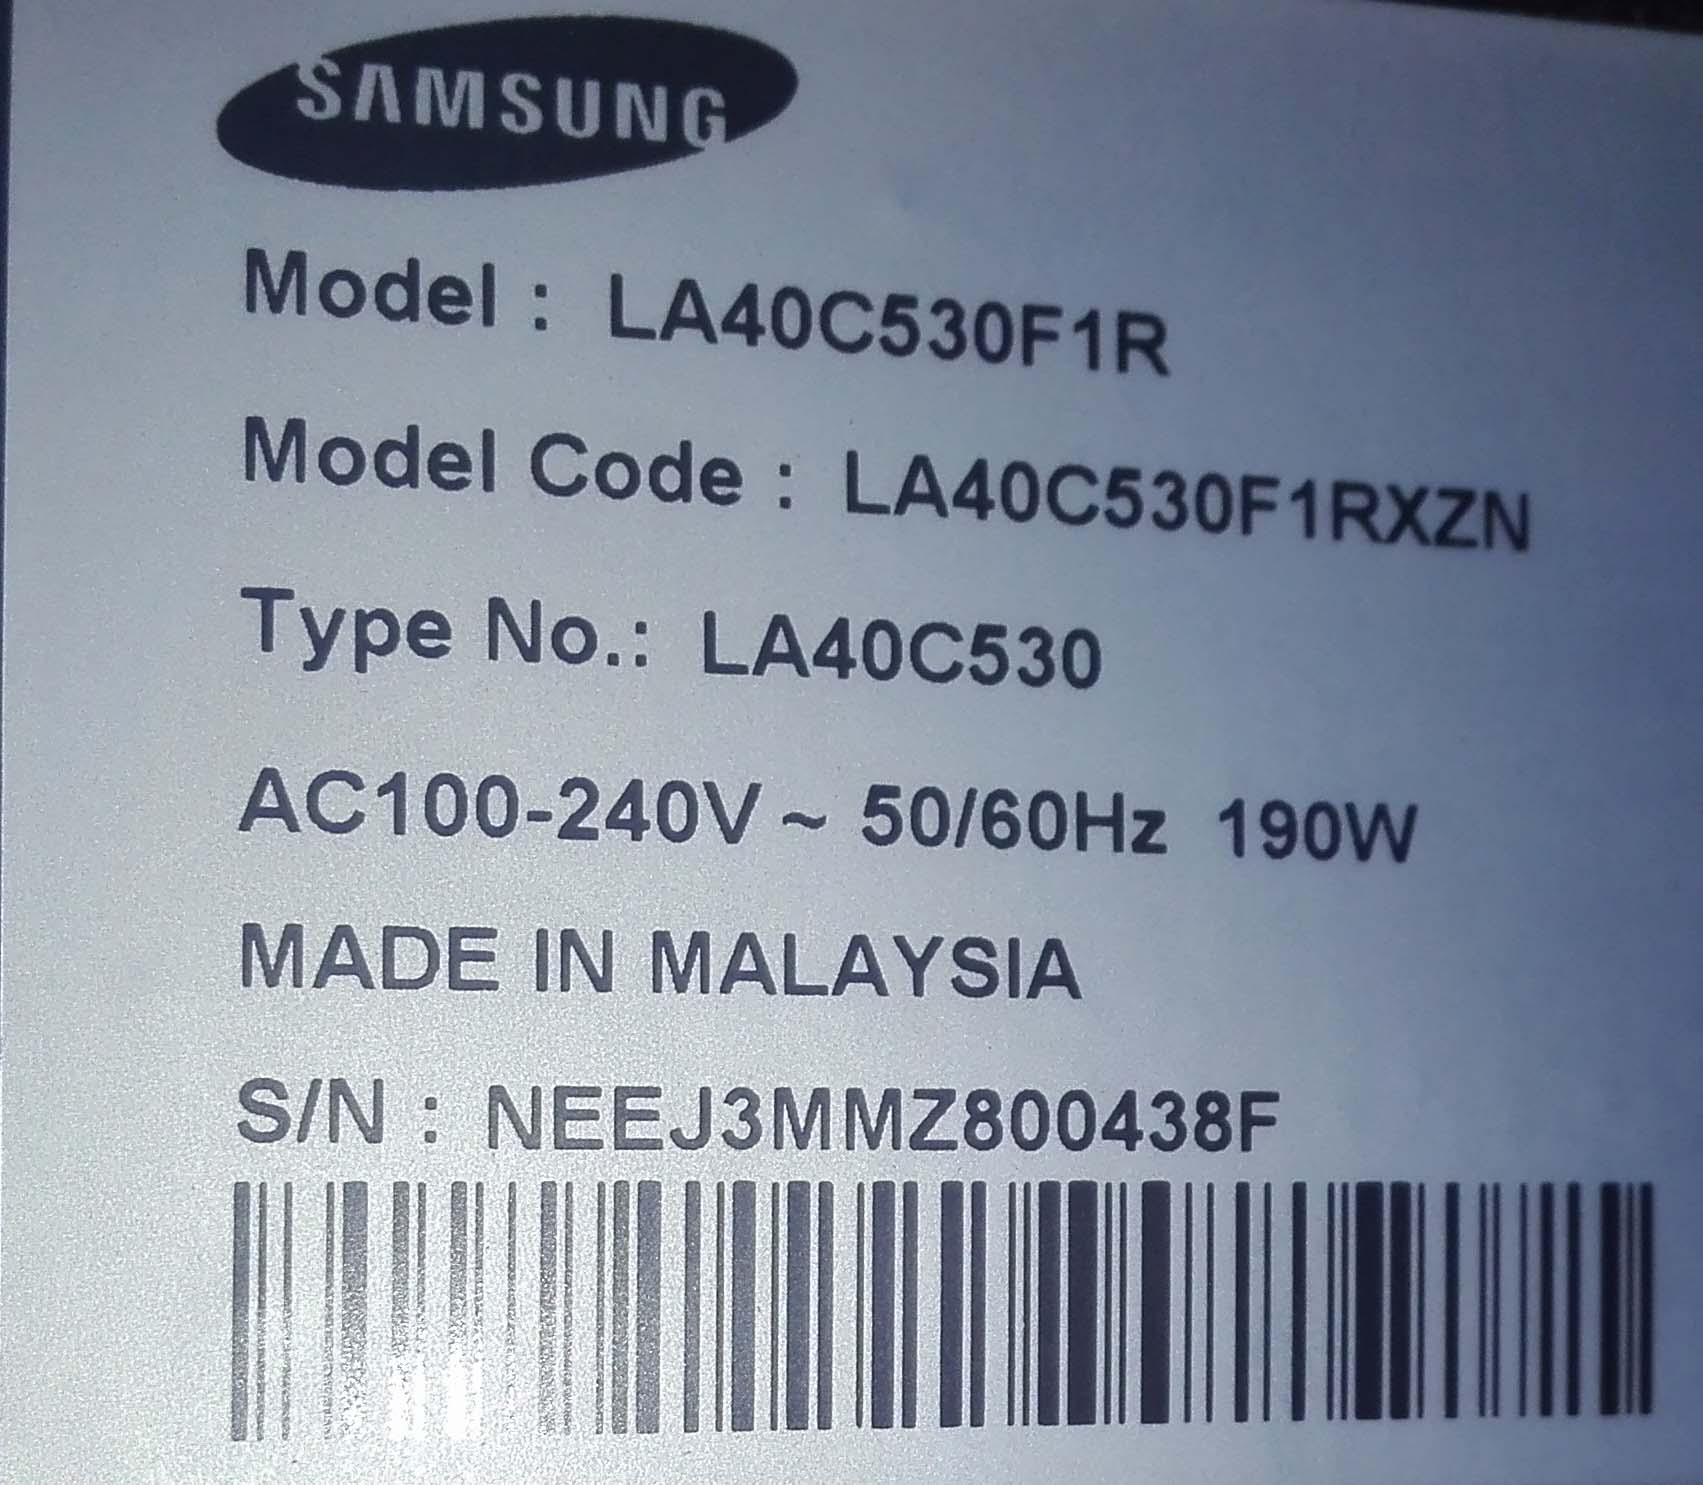 SAMSUNG
Model : LA40C530F1R
Model Code : LA40C530F1RXZN
Type No.: LA40C530
AC100-240V ~ 50/60Hz 190W
MADE IN MALAYSIA
S/N : NEEJ3MMZ800438F